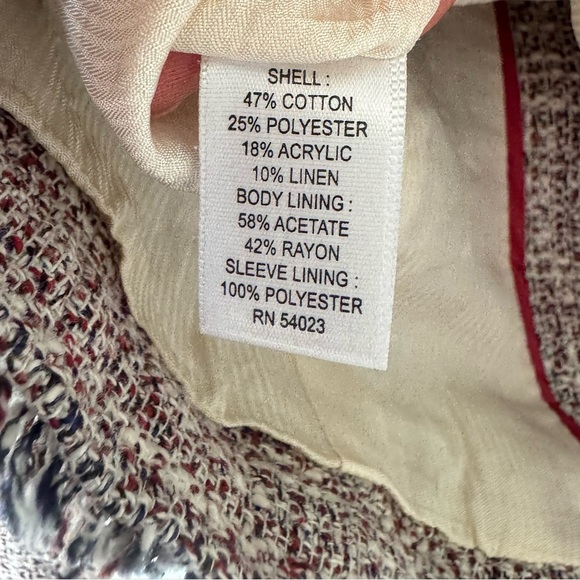 SHELL :
47% COTTON
25% POLYESTER
18% ACRYLIC
10% LINEN
BODY LINING :
58% ACETATE
42% RAYON
SLEEVE LINING :
100% POLYESTER
RN 54023